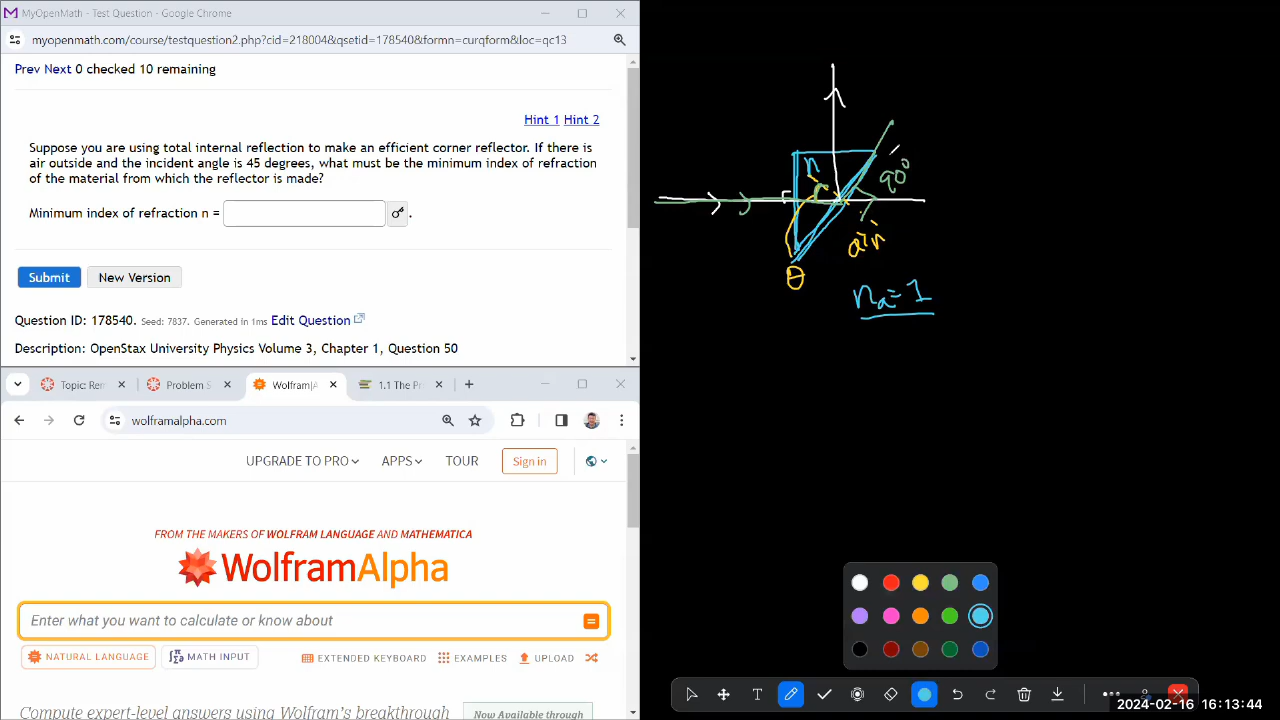 MyOpenMath - Test Question - Google Chrome
myopenmath.com/course/testquestion2.php?cid=218004&qsetid=178540&formn=curqform&loc=qc13
Prev Next 0 checked 10 remaining
Hint 1 Hint 2
Suppose you are using total internal reflection to make an efficient corner reflector. If there is
air outside and the incident angle is 45 degrees, what must be the minimum index of refraction
of the material from which the reflector is made?
Minimum index of refraction n = .
Submit New Version
Question ID: 178540. Seed: 7837. Generated in 1ms Edit Question
Description: OpenStax University Physics Volume 3, Chapter 1, Question 50
Topic: Rem
Problem S
Wolfram|A
1.1 The Pr
wolframalpha.com
UPGRADE TO PRO APPS TOUR Sign in
FROM THE MAKERS OF WOLFRAM LANGUAGE AND MATHEMATICA
WolframAlpha
Enter what you want to calculate or know about
NATURAL LANGUAGE MATH INPUT EXTENDED KEYBOARD EXAMPLES UPLOAD
Compute expert-level answers using Wolfram's breakthrough
Now Available through
n
90°
air
θ
nₐ=1
T
2024-02-16 16:13:44